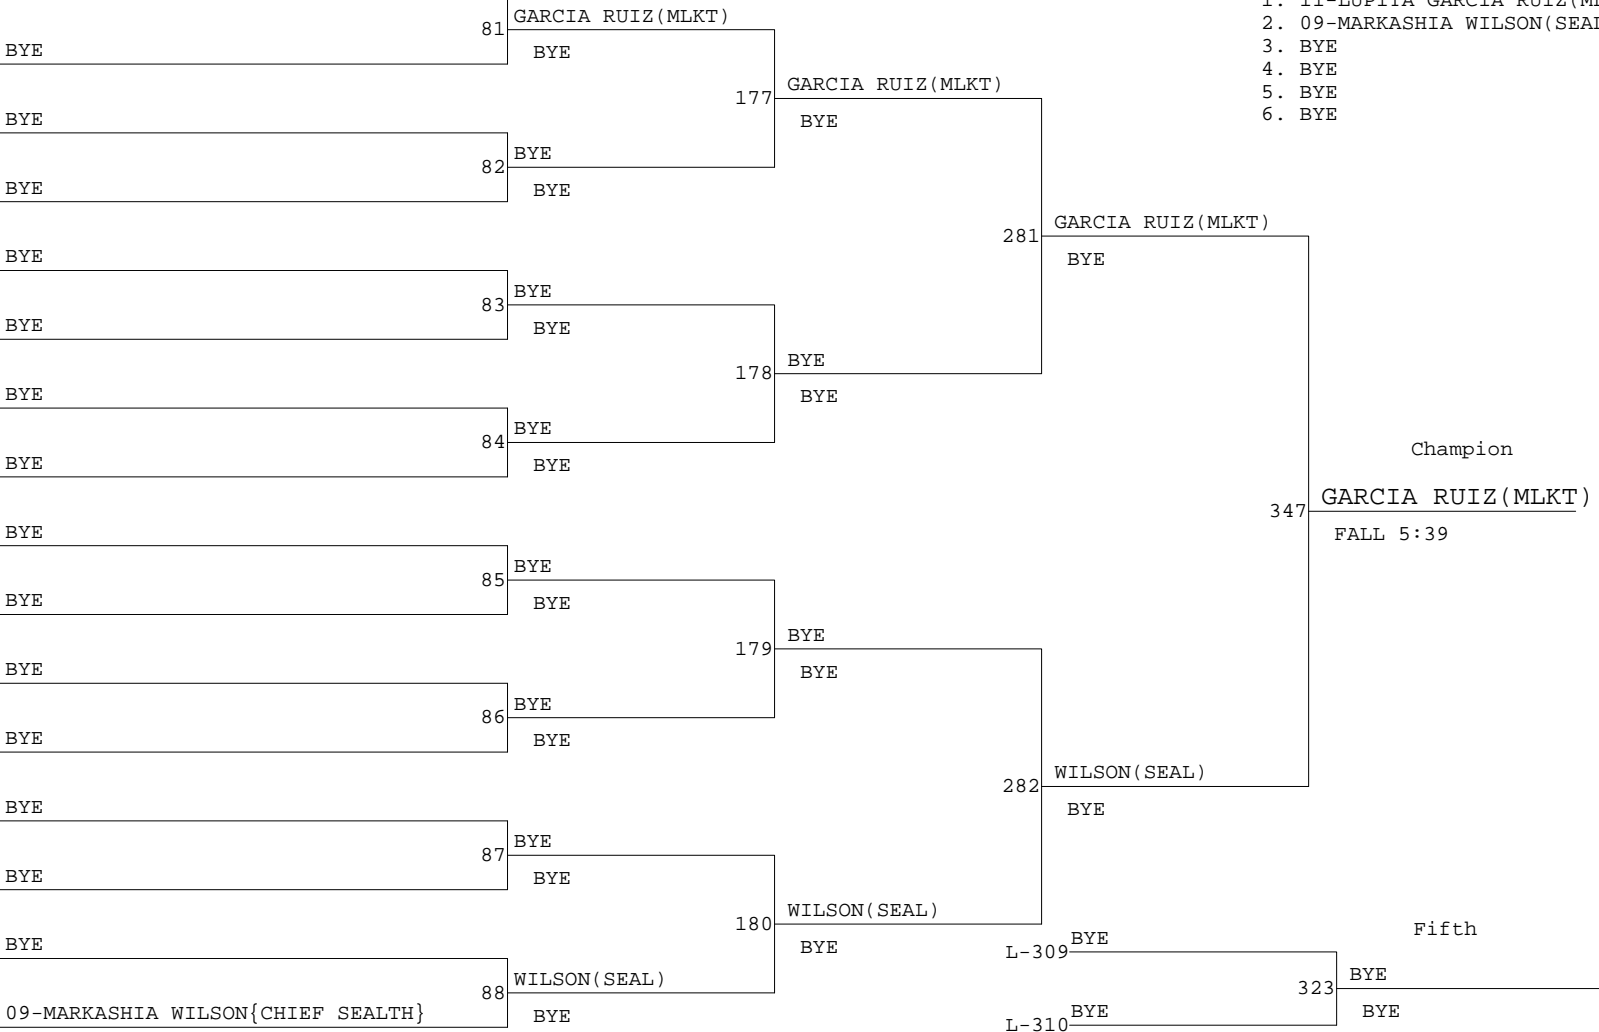 1. 11-LUPITA GARCIA RUIZ(ML
2. 09-MARKASHIA WILSON(SEAL
3. BYE
4. BYE
5. BYE
6. BYE
BYE
BYE
BYE
BYE
BYE
BYE
BYE
BYE
BYE
BYE
BYE
BYE
BYE
BYE
09-MARKASHIA WILSON{CHIEF SEALTH}
81 GARCIA RUIZ(MLKT)
BYE
82 BYE
BYE
83 BYE
BYE
84 BYE
BYE
85 BYE
BYE
86 BYE
BYE
87 BYE
BYE
88 WILSON(SEAL)
BYE
177 GARCIA RUIZ(MLKT)
BYE
178 BYE
BYE
179 BYE
BYE
180 WILSON(SEAL)
BYE
281 GARCIA RUIZ(MLKT)
BYE
282 WILSON(SEAL)
BYE
Champion
347 GARCIA RUIZ(MLKT)
FALL 5:39
Fifth
L-309 BYE
L-310 BYE
323 BYE
BYE